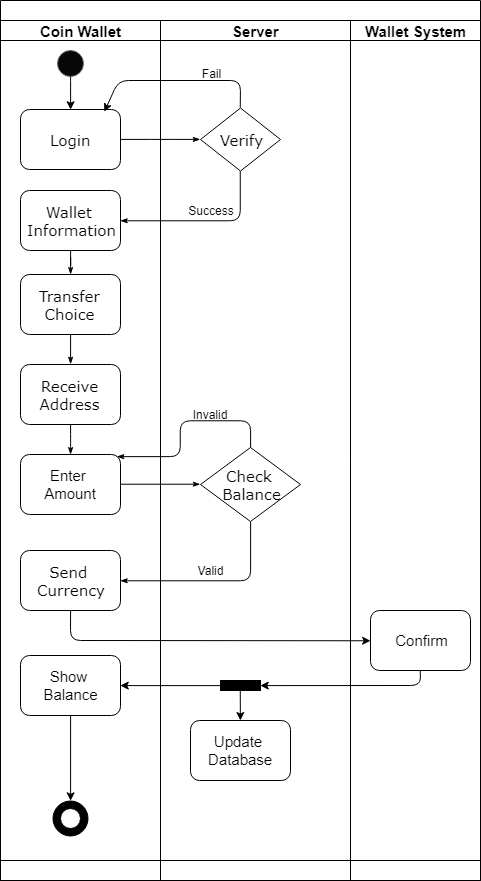 Coin Wallet
Server
Wallet System
Fail
Login
Verify
Success
Wallet
Information
Transfer
Choice
Receive
Address
Invalid
Enter
Amount
Check
Balance
Valid
Send
Currency
Confirm
Show
Balance
Update
Database